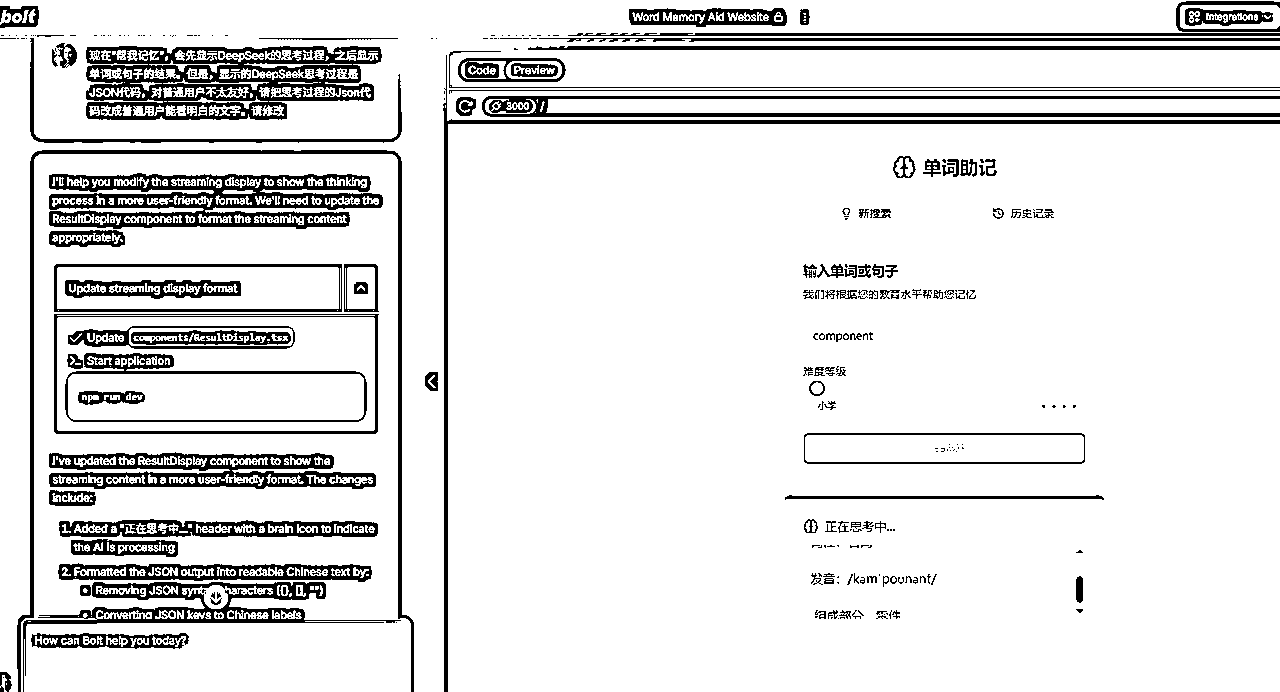 bolt
Word Memory Aid Website
Integrations
现在"帮我记忆"，会先显示DeepSeek的思考过程，之后显示
单词或句子的结果。但是，显示的DeepSeek思考过程是
JSON代码，对普通用户不太友好，请把思考过程的Json代
码改成普通用户能看明白的文字。请修改
I'll help you modify the streaming display to show the thinking
process in a more user-friendly format. We'll need to update the
ResultDisplay component to format the streaming content
appropriately.
Update streaming display format
Update components/ResultDisplay.tsx
Start application
npm run dev
I've updated the ResultDisplay component to show the
streaming content in a more user-friendly format. The changes
include:
1. Added a "正在思考中..." header with a brain icon to indicate
the AI is processing
2. Formatted the JSON output into readable Chinese text by:
• Removing JSON syntax characters ({}, [], "")
• Converting JSON keys to Chinese labels
How can Bolt help you today?
Code Preview
3000 /
单词助记
新搜索 历史记录
输入单词或句子
我们将根据您的教育水平帮助您记忆
component
难度等级
小学
正在思考中...
发音：/kəmˈpoʊnənt/
组成部分，零件